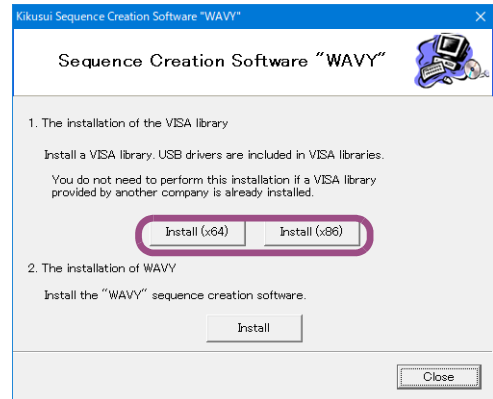 Kikusui Sequence Creation Software "WAVY"
Sequence Creation Software "WAVY"
1. The installation of the VISA library
Install a VISA library. USB drivers are included in VISA libraries.
You do not need to perform this installation if a VISA library
provided by another company is already installed.
Install (x64) Install (x86)
2. The installation of WAVY
Install the "WAVY" sequence creation software.
Install
Close